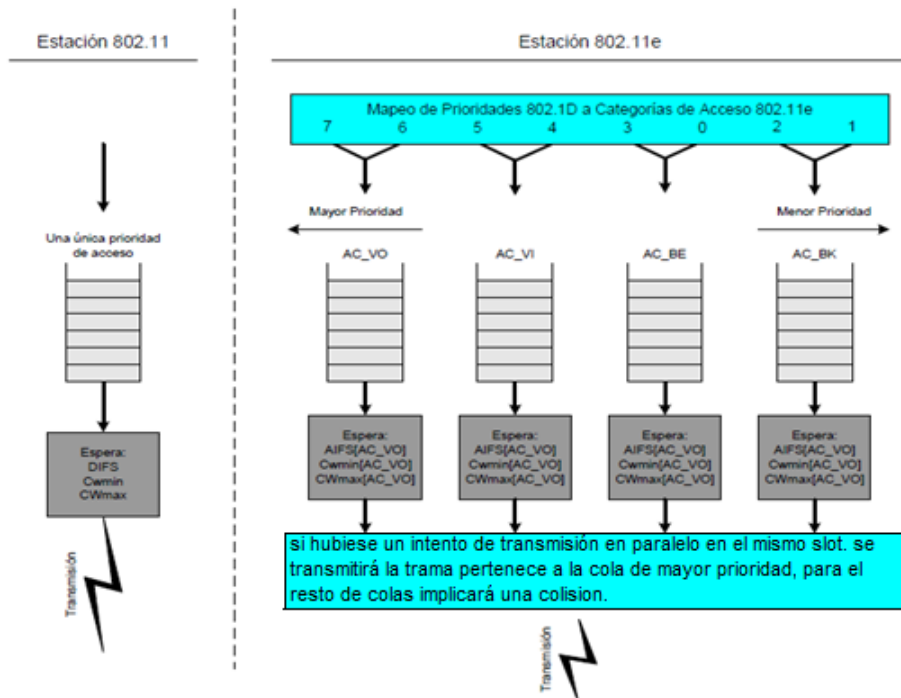 Estación 802.11
Estación 802.11e
Mapeo de Prioridades 802.1D a Categorías de Acceso 802.11e
7 6 5 4 3 0 2 1
Mayor Prioridad
Menor Prioridad
Una única prioridad
de acceso
AC_VO
AC_VI
AC_BE
AC_BK
Espera:
DIFS
Cwmin
CWmax
Espera:
AIFS[AC_VO]
Cwmin[AC_VO]
CWmax[AC_VO]
Espera:
AIFS[AC_VO]
Cwmin[AC_VO]
CWmax[AC_VO]
Espera:
AIFS[AC_VO]
Cwmin[AC_VO]
CWmax[AC_VO]
Espera:
AIFS[AC_VO]
Cwmin[AC_VO]
CWmax[AC_VO]
si hubiese un intento de transmisión en paralelo en el mismo slot. se
transmitirá la trama pertenece a la cola de mayor prioridad, para el
resto de colas implicará una colision.
Transmisión
Transmisión